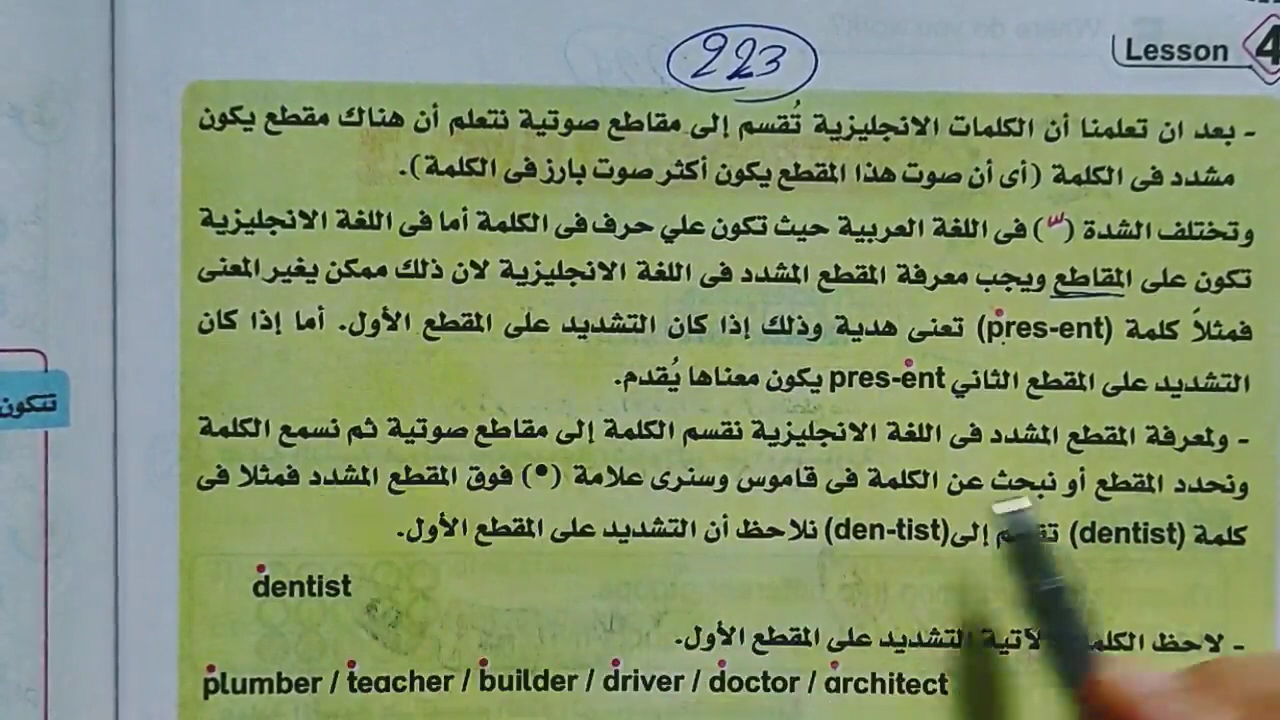 223
Lesson 4
- بعد ان تعلمنا أن الكلمات الانجليزية تُقسم إلى مقاطع صوتية نتعلم أن هناك مقطع يكون
مشدد فى الكلمة (أى أن صوت هذا المقطع يكون أكثر صوت بارز فى الكلمة).
وتختلف الشدة (ّ) فى اللغة العربية حيث تكون علي حرف فى الكلمة أما فى اللغة الانجليزية
تكون على المقاطع ويجب معرفة المقطع المشدد فى اللغة الانجليزية لان ذلك ممكن يغير المعنى
فمثلاً كلمة (pres-ent) تعنى هدية وذلك إذا كان التشديد على المقطع الأول. أما إذا كان
التشديد على المقطع الثاني pres-ent يكون معناها يُقدم.
- ولمعرفة المقطع المشدد فى اللغة الانجليزية نقسم الكلمة إلى مقاطع صوتية ثم نسمع الكلمة
ونحدد المقطع أو نبحث عن الكلمة فى قاموس وسنرى علامة (•) فوق المقطع المشدد فمثلا فى
كلمة (dentist) إلى (den-tist) نلاحظ أن التشديد على المقطع الأول.
dentist
- لاحظ التشديد على المقطع الأول.
plumber / teacher / builder / driver / doctor / architect
تتكون